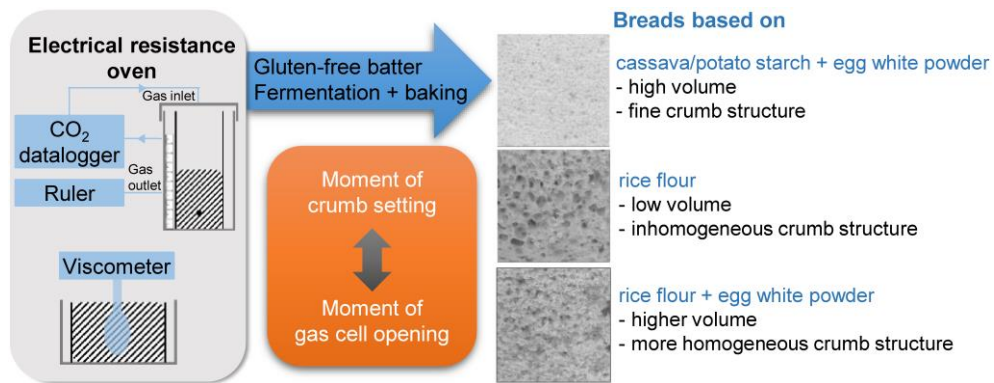 Electrical resistance
oven
Gas inlet
CO₂
datalogger
Gas
outlet
Ruler
Viscometer
Gluten-free batter
Fermentation + baking
Moment of
crumb setting
Moment of
gas cell opening
Breads based on
cassava/potato starch + egg white powder
- high volume
- fine crumb structure
rice flour
- low volume
- inhomogeneous crumb structure
rice flour + egg white powder
- higher volume
- more homogeneous crumb structure